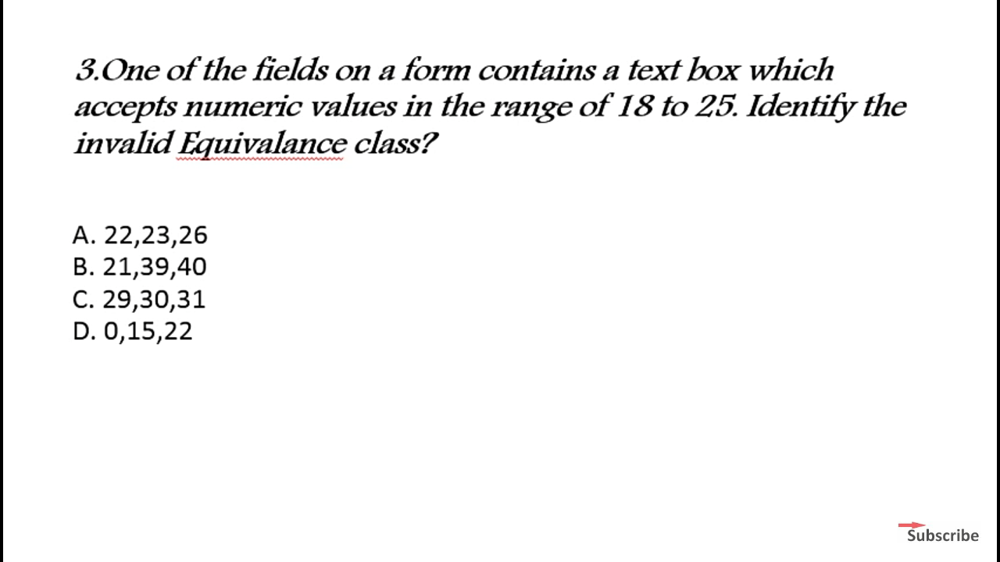 3.One of the fields on a form contains a text box which
accepts numeric values in the range of 18 to 25. Identify the
invalid Equivalance class?
A. 22,23,26
B. 21,39,40
C. 29,30,31
D. 0,15,22
Subscribe